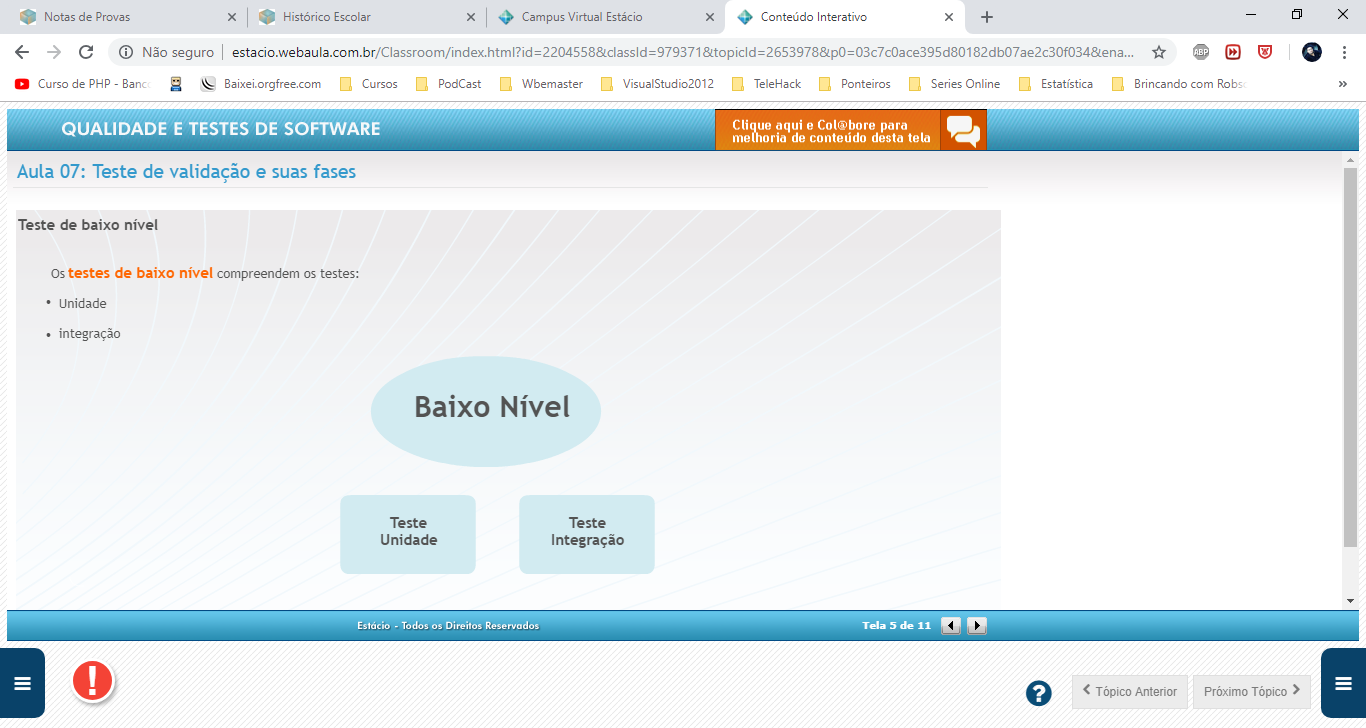 Notas de Provas
Histórico Escolar
Campus Virtual Estácio
Conteúdo Interativo
Não seguro
estacio.webaula.com.br/Classroom/index.html?id=2204558&classId=979371&topicId=2653978&p0=03c7c0ace395d80182db07ae2c30f034&ena...
ABP
Curso de PHP - Banco
Baixei.orgfree.com
Cursos
PodCast
Wbemaster
VisualStudio2012
TeleHack
Ponteiros
Series Online
Estatística
Brincando com Robso
QUALIDADE E TESTES DE SOFTWARE
Clique aqui e Col@bore para
melhoria de conteúdo desta tela
Aula 07: Teste de validação e suas fases
Teste de baixo nível
Os testes de baixo nível compreendem os testes:
• Unidade
• integração
Baixo Nível
Teste
Unidade
Teste
Integração
Estácio - Todos os Direitos Reservados
Tela 5 de 11
Tópico Anterior
Próximo Tópico